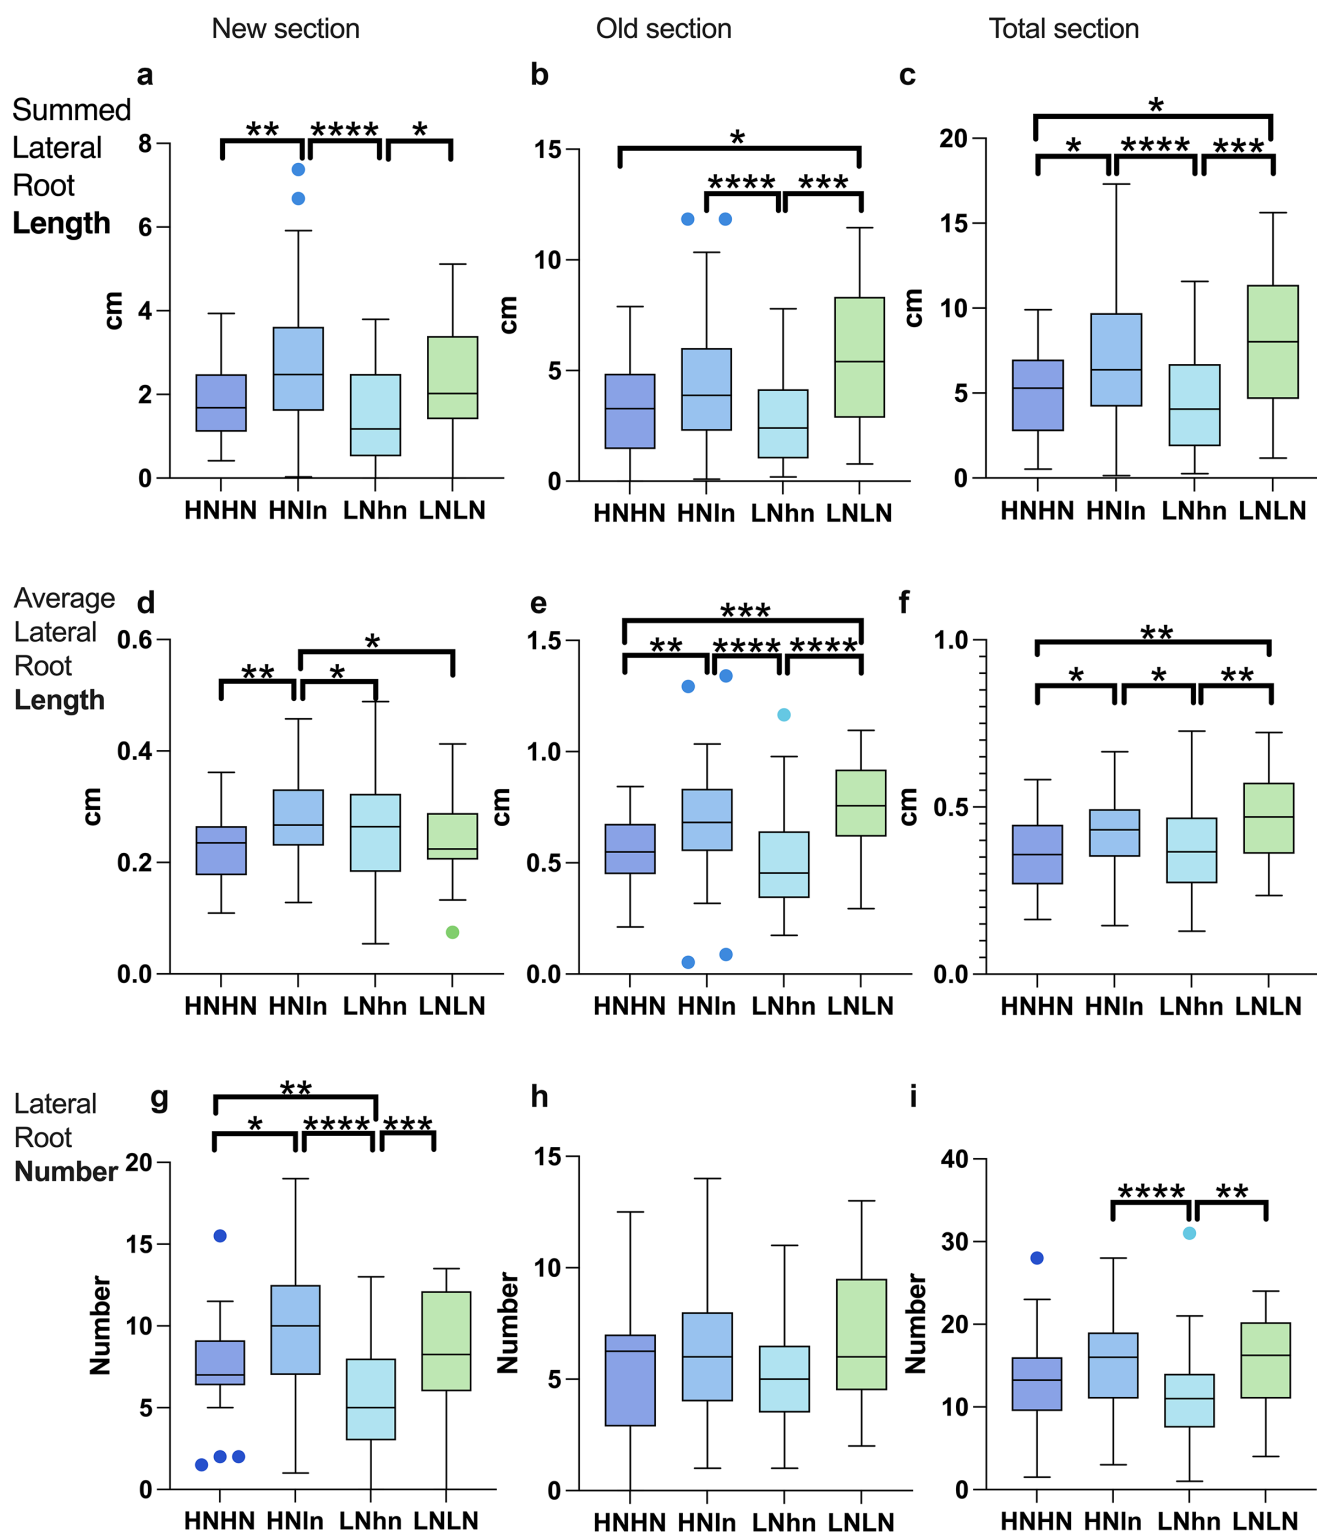 New section
Old section
Total section
a
b
c
Summed
Lateral
Root
Length
** **** *
*
**** ***
*
* **** ***
8
6
4
2
0
cm
15
10
5
0
cm
20
15
10
5
0
cm
HNHN HNln LNhn LNLN
HNHN HNln LNhn LNLN
HNHN HNln LNhn LNLN
Average
Lateral
Root
Length
d
e
f
*
** *
***
** **** ****
**
* * **
0.6
0.4
0.2
0.0
cm
1.5
1.0
0.5
0.0
cm
1.0
0.5
0.0
cm
HNHN HNln LNhn LNLN
HNHN HNln LNhn LNLN
HNHN HNln LNhn LNLN
Lateral
Root
Number
g
h
i
**
* **** ***
**** **
20
15
10
5
0
Number
15
10
5
0
Number
40
30
20
10
0
Number
HNHN HNln LNhn LNLN
HNHN HNln LNhn LNLN
HNHN HNln LNhn LNLN